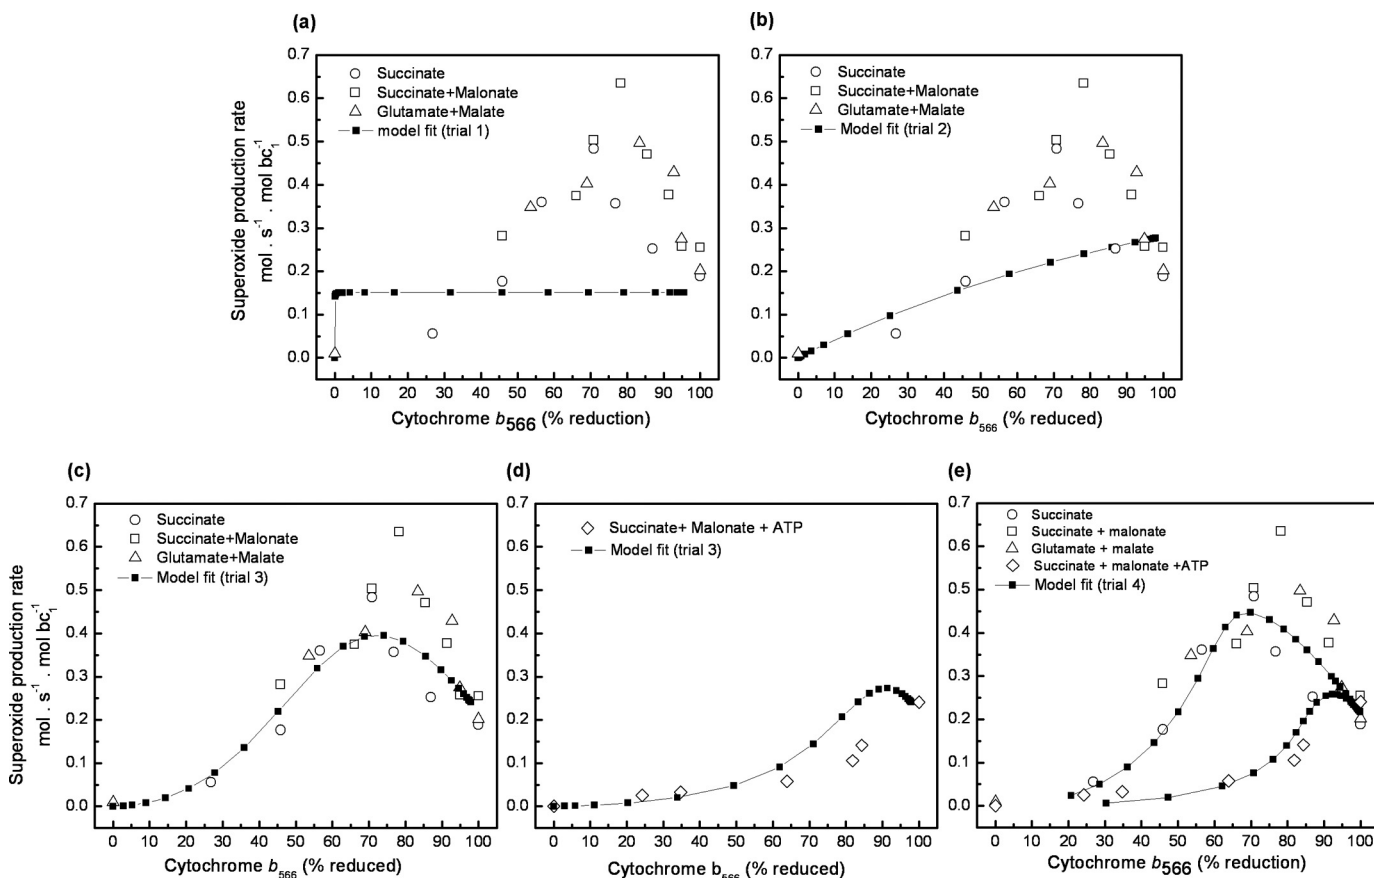 (a)
0.7
0.6
0.5
0.4
0.3
0.2
0.1
0.0
Superoxide production rate
mol . s-1 . mol bc1-1
Succinate
Succinate+Malonate
Glutamate+Malate
model fit (trial 1)
0 10 20 30 40 50 60 70 80 90 100
Cytochrome b566 (% reduction)
(b)
0.7
0.6
0.5
0.4
0.3
0.2
0.1
0.0
Succinate
Succinate+Malonate
Glutamate+Malate
Model fit (trial 2)
0 10 20 30 40 50 60 70 80 90 100
Cytochrome b566 (% reduced)
(c)
0.7
0.6
0.5
0.4
0.3
0.2
0.1
0.0
Superoxide production rate
mol . s-1 . mol bc1-1
Succinate
Succinate+Malonate
Glutamate+Malate
Model fit (trial 3)
0 10 20 30 40 50 60 70 80 90 100
Cytochrome b566 (% reduced)
(d)
0.7
0.6
0.5
0.4
0.3
0.2
0.1
0.0
Succinate+ Malonate + ATP
Model fit (trial 3)
0 10 20 30 40 50 60 70 80 90 100
Cytochrome b566 (% reduced)
(e)
0.7
0.6
0.5
0.4
0.3
0.2
0.1
0.0
Succinate
Succinate + malonate
Glutamate + malate
Succinate + malonate +ATP
Model fit (trial 4)
0 10 20 30 40 50 60 70 80 90 100
Cytochrome b566 (% reduction)